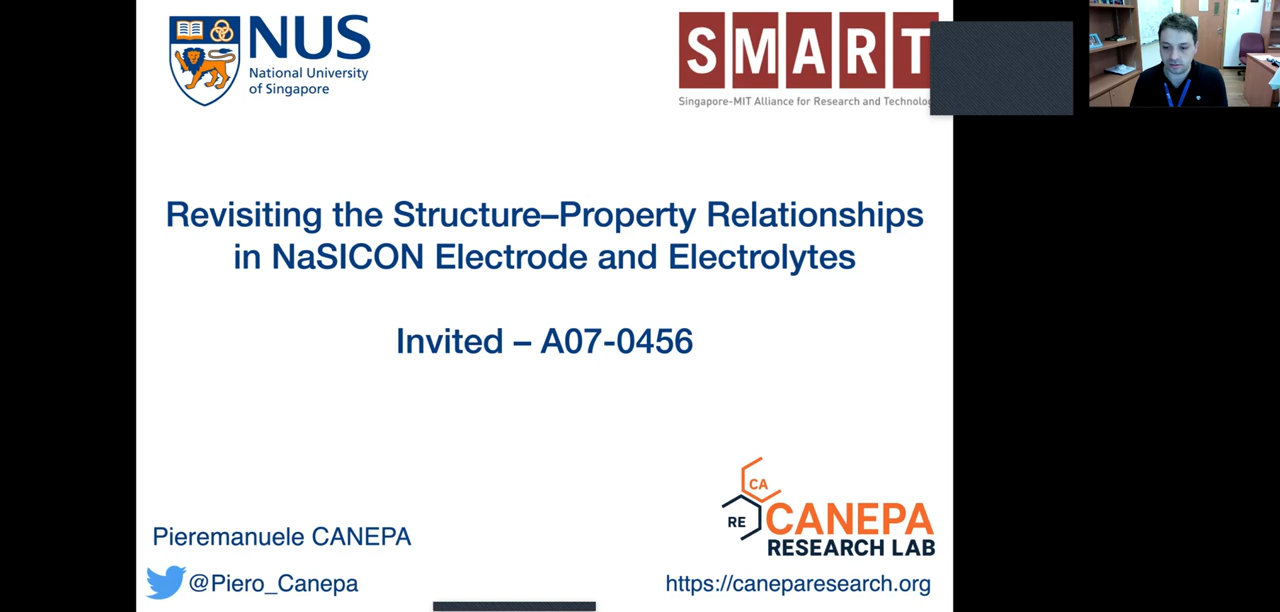 NUS
National University
of Singapore
SMART
Singapore-MIT Alliance for Research and Technolo
Revisiting the Structure–Property Relationships
in NaSICON Electrode and Electrolytes
Invited – A07-0456
CA
RE
CANEPA
RESEARCH LAB
Pieremanuele CANEPA
@Piero_Canepa
https://caneparesearch.org